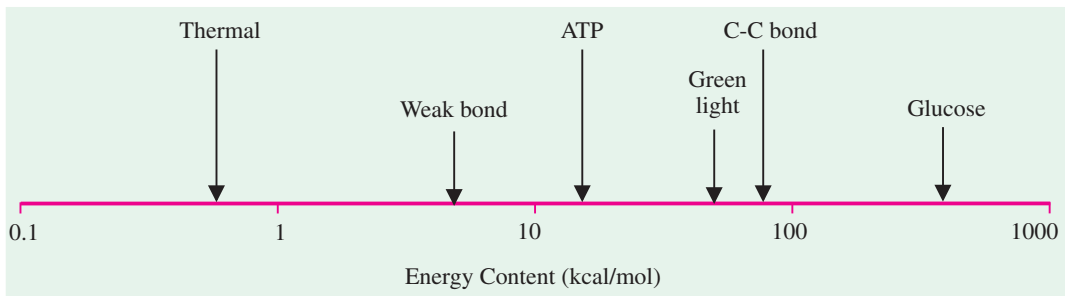 Thermal
ATP
C-C bond
Green
light
Weak bond
Glucose
0.1
1
10
100
1000
Energy Content (kcal/mol)